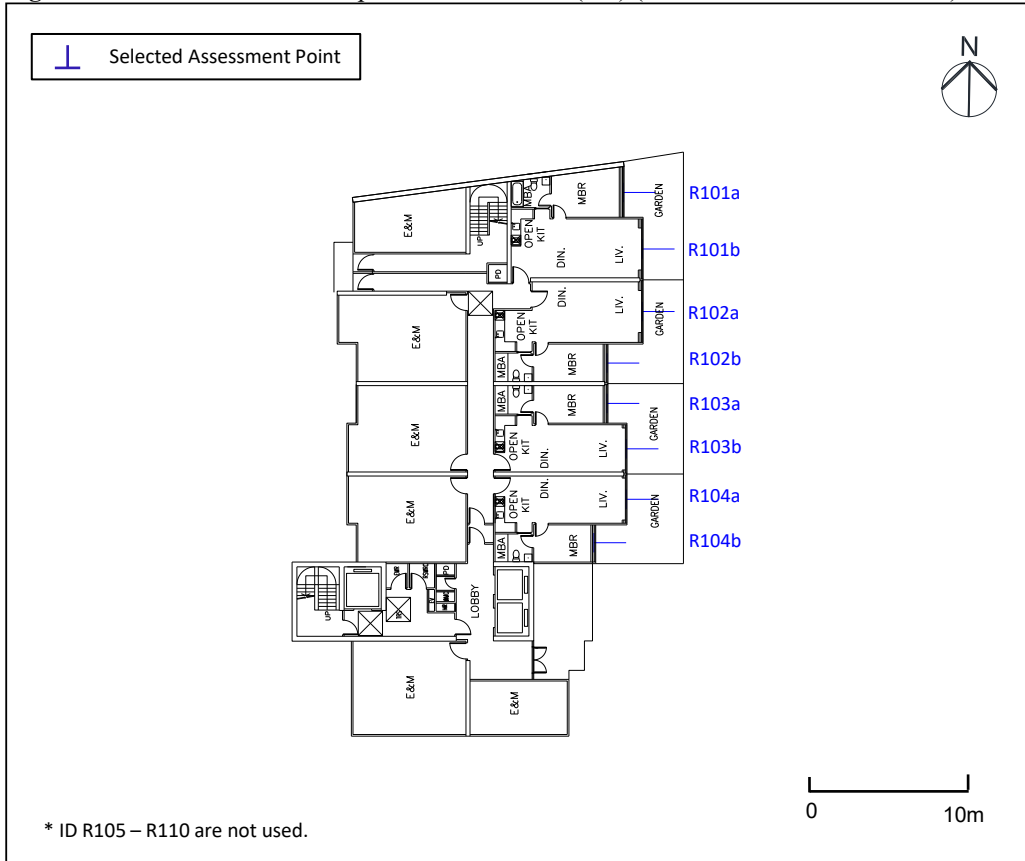 Selected Assessment Point
N
MBA
MBR
GARDEN
R101a
E&M
UP
OPEN
KIT
DIN.
LIV.
R101b
PD
DIN.
LIV.
GARDEN
R102a
E&M
OPEN
KIT
MBA
MBR
R102b
MBA
MBR
R103a
E&M
OPEN
KIT
DIN.
LIV.
GARDEN
R103b
E&M
OPEN
KIT
DIN.
LIV.
GARDEN
R104a
MBA
MBR
R104b
PD
UP
LOBBY
E&M
E&M
0
10m
* ID R105 – R110 are not used.